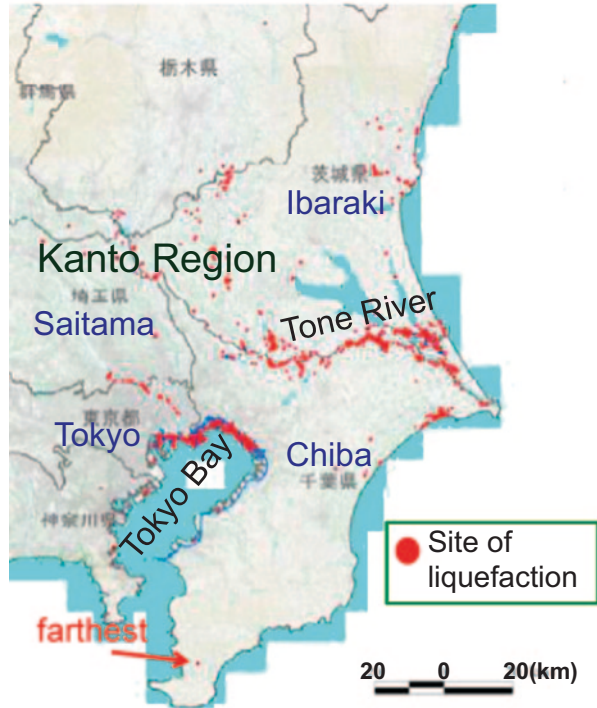 栃木県
群馬県
茨城県
Ibaraki
Kanto Region
埼玉県
Saitama
Tone River
東京都
Tokyo
Tokyo Bay
Chiba
千葉県
神奈川県
Site of
liquefaction
farthest
20 0 20(km)